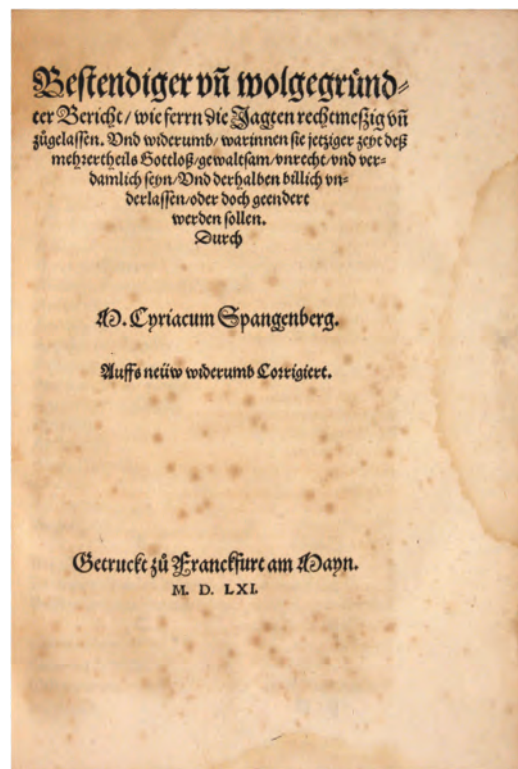 Bestendiger vñ wolgegründ⸗
ter Bericht/ wie ferrn die Jagten rechtmeßig vñ
zůgelassen. Vnd widerumb/ warinnen sie jetziger zeyt deß
mehrertheils Gottloß/ gewaltsam/ vnrecht/ vnd ver⸗
damlich seyn/ Vnd derhalben billich vn⸗
derlassen/ oder doch geendert
werden sollen.
Durch
M. Cyriacum Spangenberg.
Auffs neüw widerumb Corrigiert.
Getruckt zů Franckfurt am Mayn.
M. D. LXI.